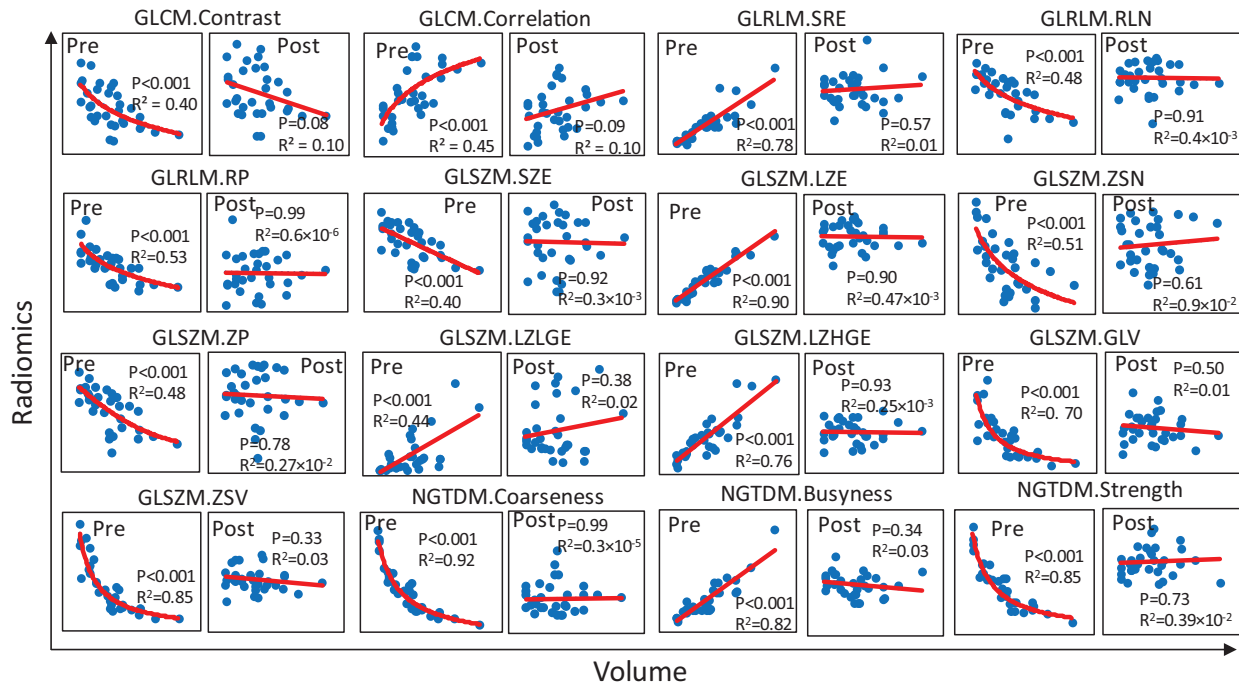 GLCM.Contrast
Pre
P<0.001
R² = 0.40
Post
P=0.08
R² = 0.10
GLCM.Correlation
Pre
P<0.001
R² = 0.45
Post
P=0.09
R² = 0.10
GLRLM.SRE
Pre
P<0.001
R²=0.78
Post
P=0.57
R²=0.01
GLRLM.RLN
Pre
P<0.001
R²=0.48
Post
P=0.91
R²=0.4×10⁻³
GLRLM.RP
Pre
P<0.001
R²=0.53
Post
P=0.99
R²=0.6×10⁻⁶
GLSZM.SZE
Pre
P<0.001
R²=0.40
Post
P=0.92
R²=0.3×10⁻³
GLSZM.LZE
Pre
P<0.001
R²=0.90
Post
P=0.90
R²=0.47×10⁻³
GLSZM.ZSN
Pre
P<0.001
R²=0.51
Post
P=0.61
R²=0.9×10⁻²
GLSZM.ZP
Pre
P<0.001
R²=0.48
Post
P=0.78
R²=0.27×10⁻²
GLSZM.LZLGE
Pre
P<0.001
R²=0.44
Post
P=0.38
R²=0.02
GLSZM.LZHGE
Pre
P<0.001
R²=0.76
Post
P=0.93
R²=0.25×10⁻³
GLSZM.GLV
Pre
P<0.001
R²=0. 70
Post
P=0.50
R²=0.01
GLSZM.ZSV
Pre
P<0.001
R²=0.85
Post
P=0.33
R²=0.03
NGTDM.Coarseness
Pre
P<0.001
R²=0.92
Post
P=0.99
R²=0.3×10⁻⁵
NGTDM.Busyness
Pre
P<0.001
R²=0.82
Post
P=0.34
R²=0.03
NGTDM.Strength
Pre
P<0.001
R²=0.85
Post
P=0.73
R²=0.39×10⁻²
Radiomics
Volume